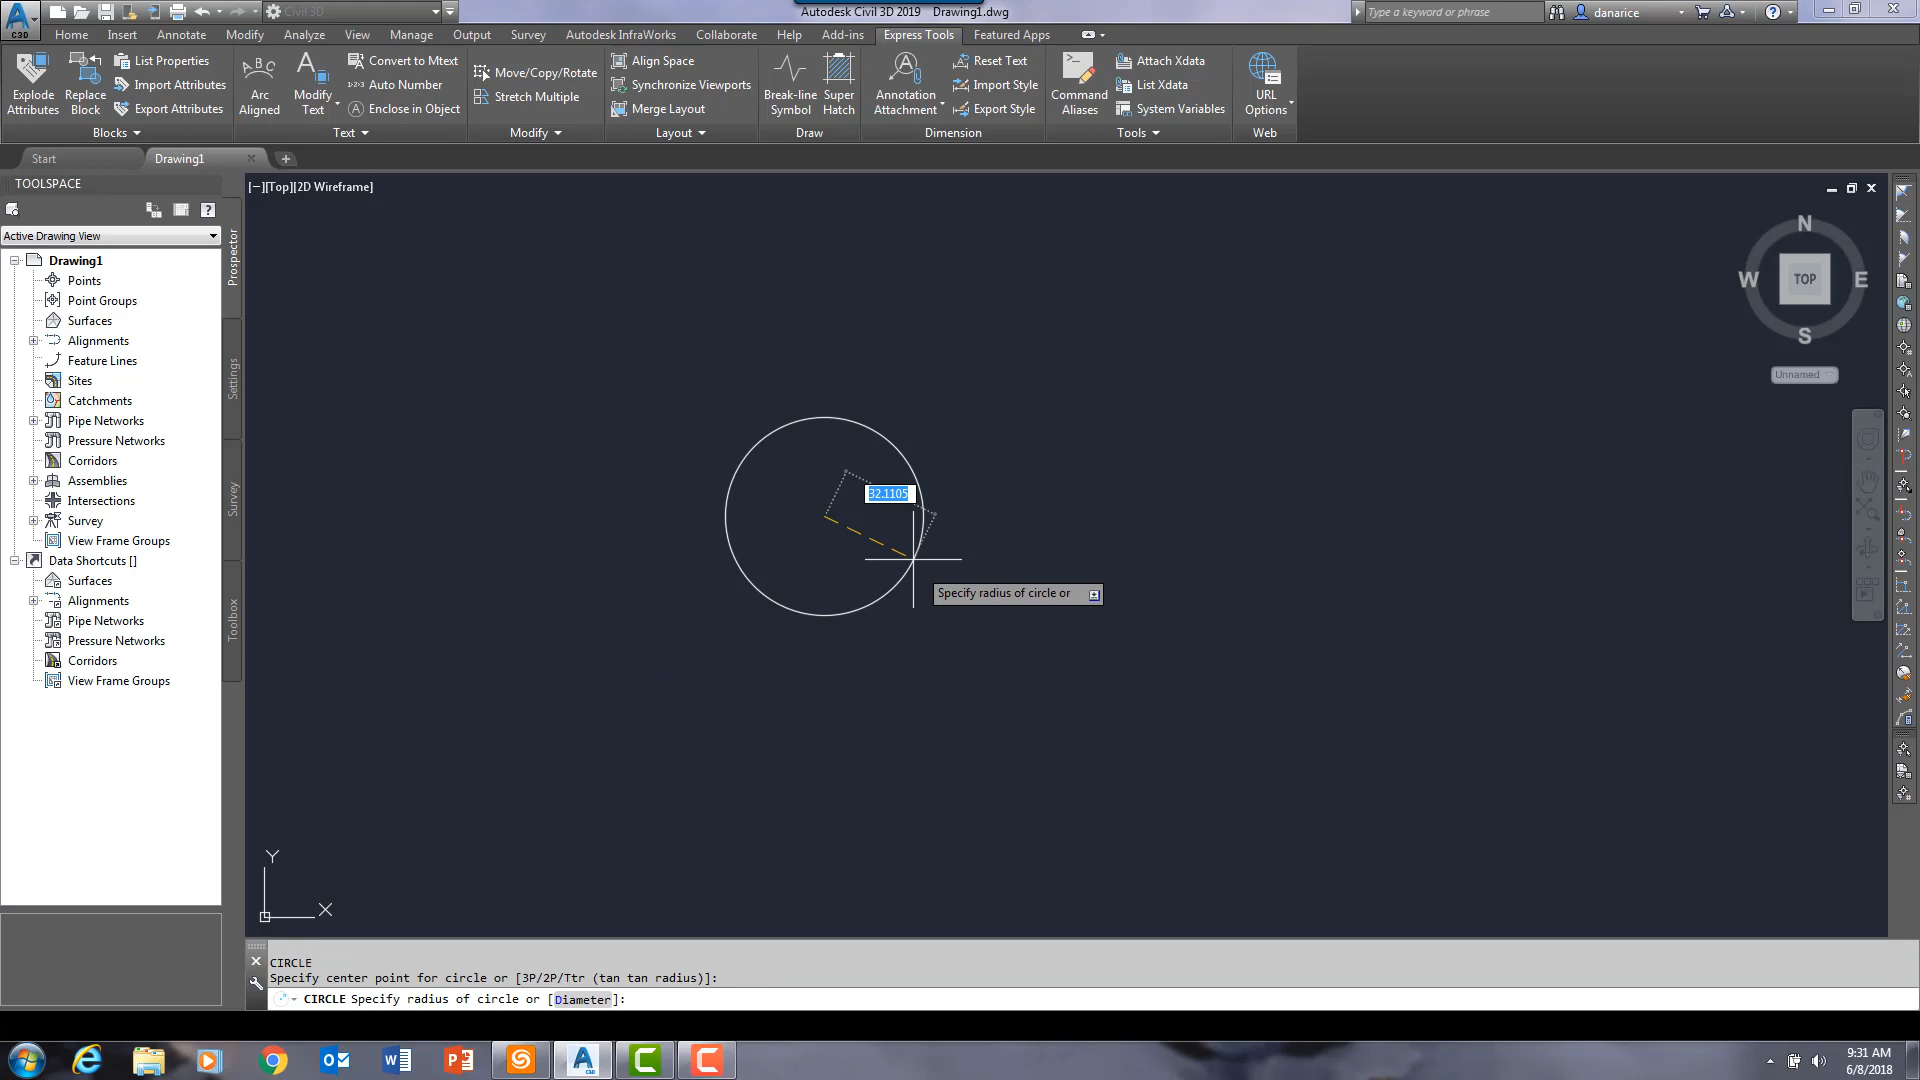 Civil 3D
Autodesk Civil 3D 2019 Drawing1.dwg
Type a keyword or phrase
danarice
C3D
Home Insert Draft Annotate Modify Analyze View Manage Output Survey Autodesk InfraWorks Collaborate Help Add-ins Express Tools Featured Apps
Explode Attributes
Replace Block
List Properties
Import Attributes
Export Attributes
Blocks
Arc Aligned
Modify Text
Convert to Mtext
Auto Number
Enclose in Object
Text
Move/Copy/Rotate
Stretch Multiple
Modify
Align Space
Synchronize Viewports
Merge Layout
Layout
Break-line Symbol
Super Hatch
Draw
Annotation Attachment
Reset Text
Import Style
Export Style
Dimension
Command Aliases
Attach Xdata
List Xdata
System Variables
Tools
URL Options
Web
Start
Drawing1
TOOLSPACE
Active Drawing View
Drawing1
Points
Point Groups
Surfaces
Alignments
Feature Lines
Sites
Catchments
Pipe Networks
Pressure Networks
Corridors
Assemblies
Intersections
Survey
View Frame Groups
Data Shortcuts []
Surfaces
Alignments
Pipe Networks
Pressure Networks
Corridors
View Frame Groups
Prospector
Settings
Survey
Toolbox
[−][Top][2D Wireframe]
N
W TOP E
S
Unnamed
32.1105
Specify radius of circle or
Y
X
CIRCLE
Specify center point for circle or [3P/2P/Ttr (tan tan radius)]:
CIRCLE Specify radius of circle or [Diameter]:
9:31 AM
6/8/2018